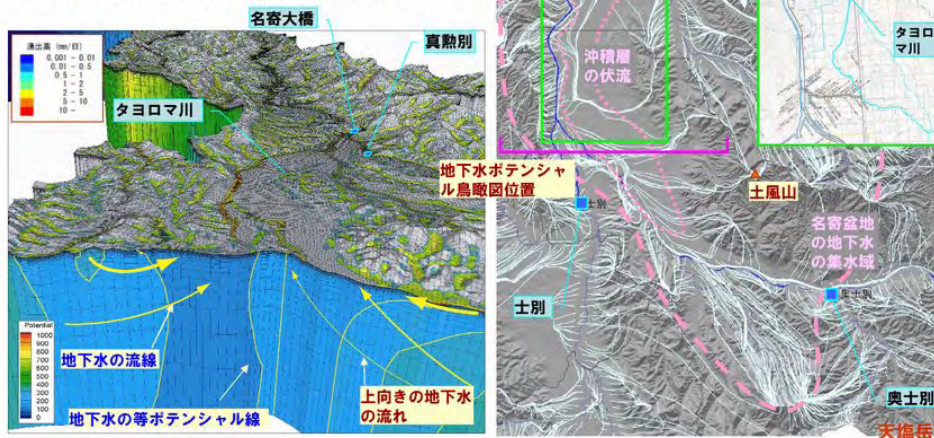 名寄大橋
真勲別
湧出高 (mm/日)
0.001 - 0.01
0.01 - 0.5
0.5 - 1
1 - 2
2 - 5
5 - 10
10 -
タヨロマ川
Potential
1000
900
800
700
600
500
400
300
200
100
0
地下水の流線
地下水の等ポテンシャル線
上向きの地下水
の流れ
沖積層
の伏流
タヨロ
マ川
地下水ポテンシャ
ル鳥瞰図位置
士別
土風山
名寄盆地
の地下水
の集水域
奥士別
士別
奥士別
天塩岳